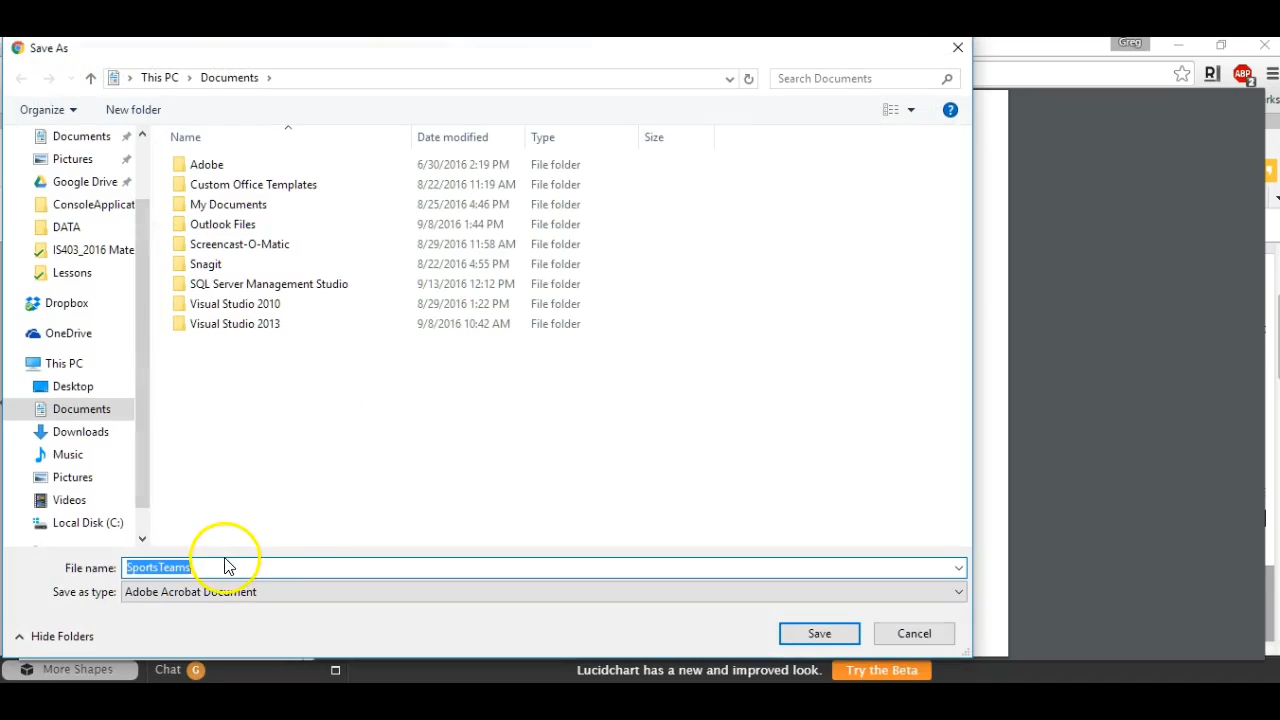 Save As
Greg
This PC > Documents >
Search Documents
ABP
2
Organize
New folder
?
rks
Name
Date modified
Type
Size
Documents
Pictures
Google Drive
ConsoleApplicat
DATA
IS403_2016 Mate
Lessons
Dropbox
OneDrive
This PC
Desktop
Documents
Downloads
Music
Pictures
Videos
Local Disk (C:)
Adobe 6/30/2016 2:19 PM File folder
Custom Office Templates 8/22/2016 11:19 AM File folder
My Documents 8/25/2016 4:46 PM File folder
Outlook Files 9/8/2016 1:44 PM File folder
Screencast-O-Matic 8/29/2016 11:58 AM File folder
Snagit 8/22/2016 4:55 PM File folder
SQL Server Management Studio 9/13/2016 12:12 PM File folder
Visual Studio 2010 8/29/2016 1:22 PM File folder
Visual Studio 2013 9/8/2016 10:42 AM File folder
File name: SportsTeams
Save as type: Adobe Acrobat Document
Hide Folders
Save
Cancel
More Shapes
Chat G
Lucidchart has a new and improved look.
Try the Beta